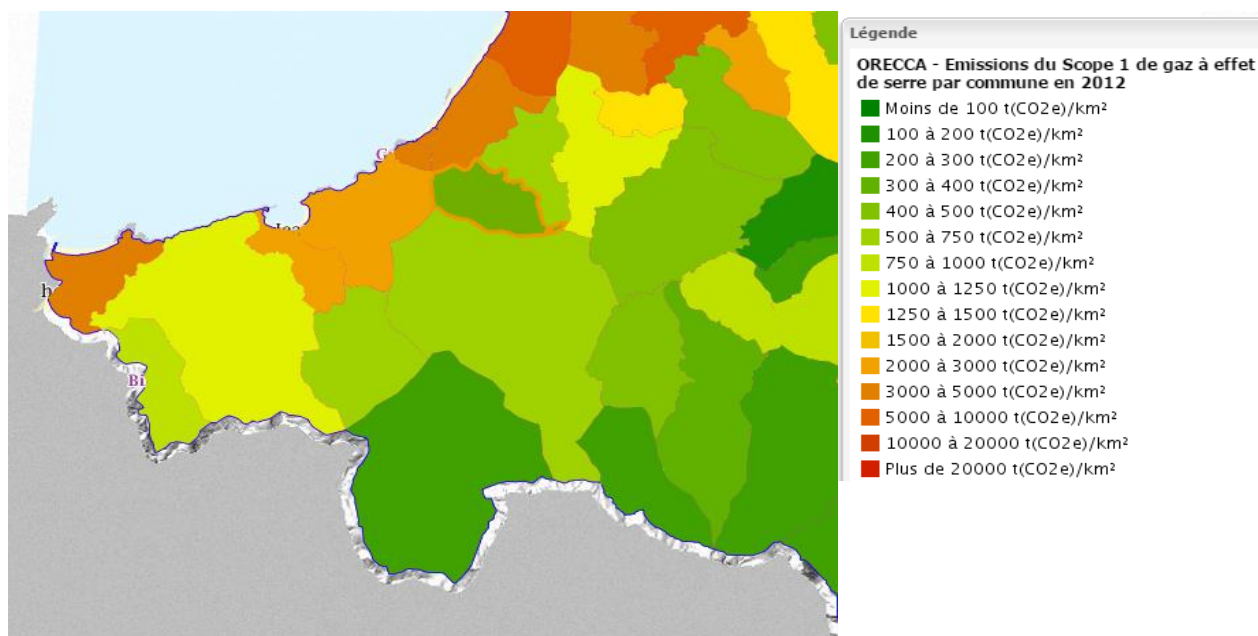 Légende
ORECCA - Emissions du Scope 1 de gaz à effet
de serre par commune en 2012
Moins de 100 t(CO2e)/km²
100 à 200 t(CO2e)/km²
200 à 300 t(CO2e)/km²
300 à 400 t(CO2e)/km²
400 à 500 t(CO2e)/km²
500 à 750 t(CO2e)/km²
750 à 1000 t(CO2e)/km²
1000 à 1250 t(CO2e)/km²
1250 à 1500 t(CO2e)/km²
1500 à 2000 t(CO2e)/km²
2000 à 3000 t(CO2e)/km²
3000 à 5000 t(CO2e)/km²
5000 à 10000 t(CO2e)/km²
10000 à 20000 t(CO2e)/km²
Plus de 20000 t(CO2e)/km²
h
Bi